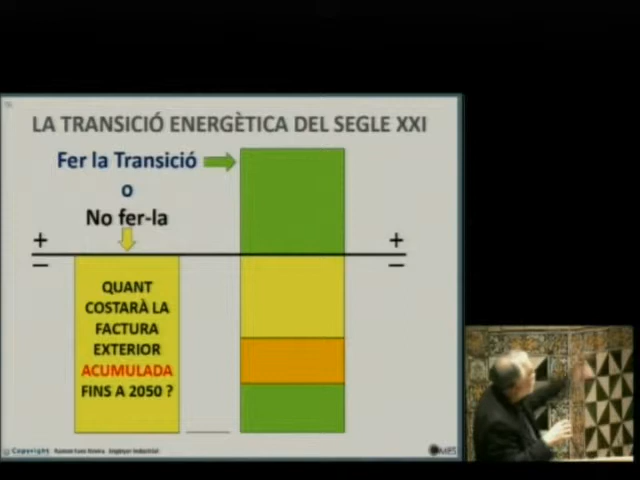 LA TRANSICIÓ ENERGÈTICA DEL SEGLE XXI
Fer la Transició
o
No fer-la
+ +
− −
QUANT
COSTARÀ LA
FACTURA
EXTERIOR
ACUMULADA
FINS A 2050 ?
Copyright